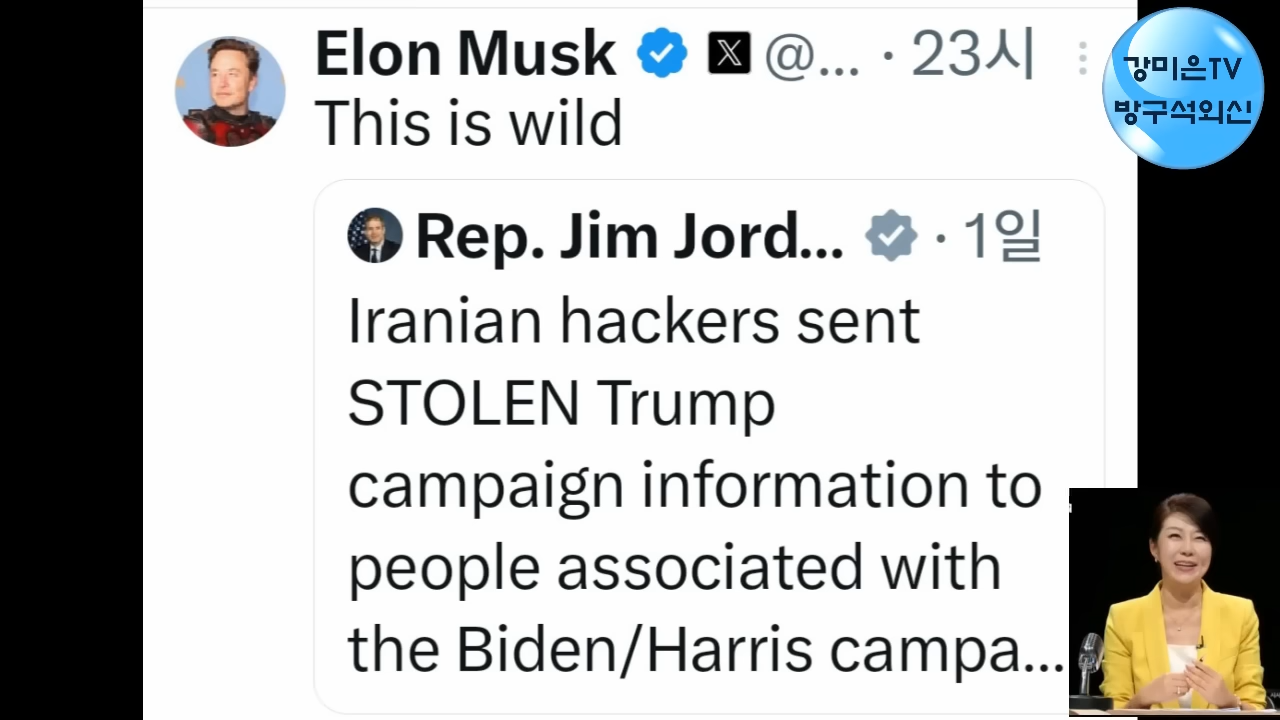 Elon Musk @... · 23시
This is wild
Rep. Jim Jord... · 1일
Iranian hackers sent
STOLEN Trump
campaign information to
people associated with
the Biden/Harris campa...
강미은TV
방구석외신